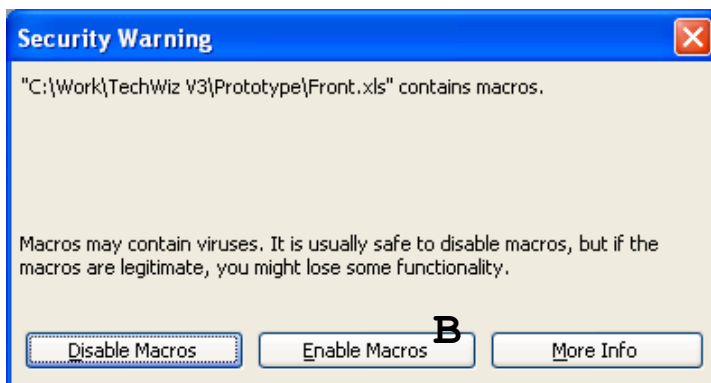 Security Warning
"C:\Work\TechWiz V3\Prototype\Front.xls" contains macros.
Macros may contain viruses. It is usually safe to disable macros, but if the
macros are legitimate, you might lose some functionality.
B
Disable Macros Enable Macros More Info